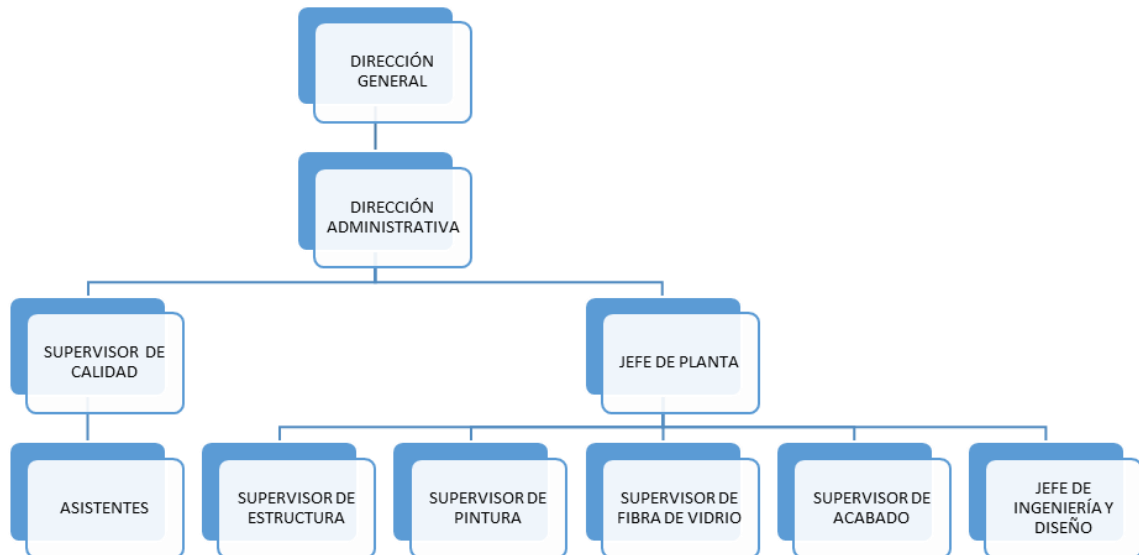 DIRECCIÓN
GENERAL
DIRECCIÓN
ADMINISTRATIVA
SUPERVISOR DE
CALIDAD
JEFE DE PLANTA
ASISTENTES
SUPERVISOR DE
ESTRUCTURA
SUPERVISOR DE
PINTURA
SUPERVISOR DE
FIBRA DE VIDRIO
SUPERVISOR DE
ACABADO
JEFE DE
INGENIERÍA Y
DISEÑO